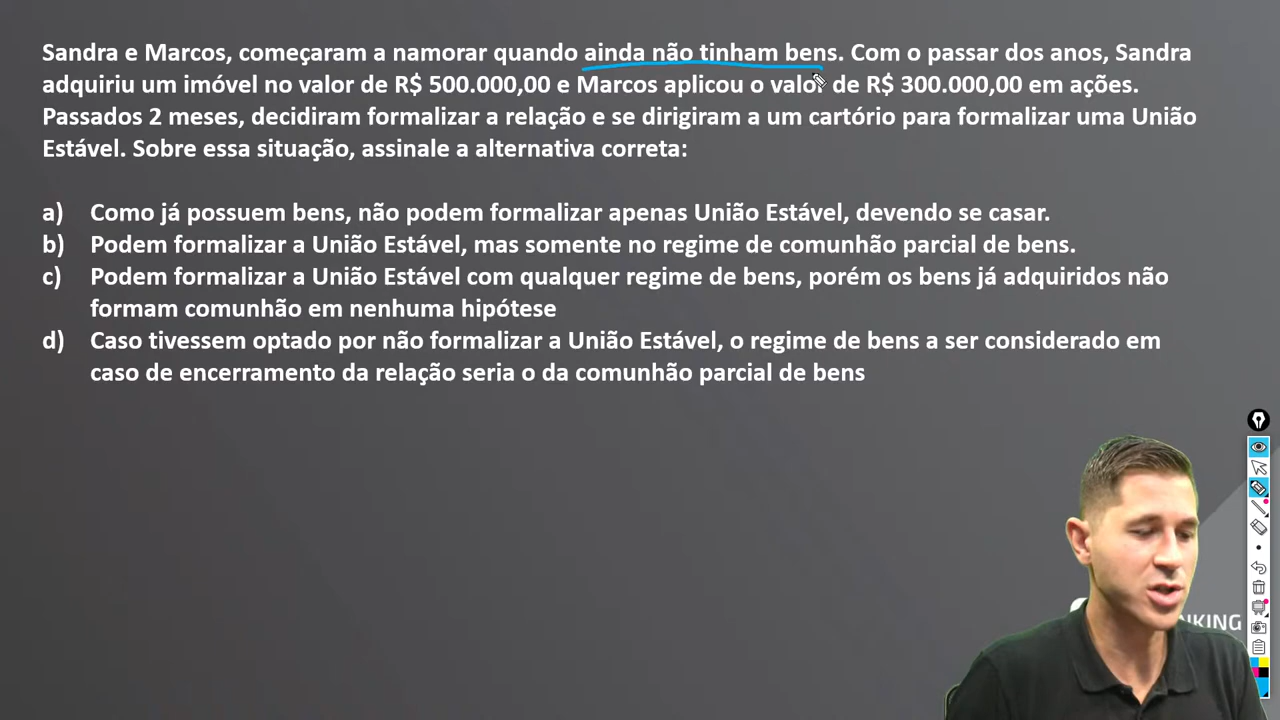 Sandra e Marcos, começaram a namorar quando ainda não tinham bens. Com o passar dos anos, Sandra
adquiriu um imóvel no valor de R$ 500.000,00 e Marcos aplicou o valor de R$ 300.000,00 em ações.
Passados 2 meses, decidiram formalizar a relação e se dirigiram a um cartório para formalizar uma União
Estável. Sobre essa situação, assinale a alternativa correta:
a) Como já possuem bens, não podem formalizar apenas União Estável, devendo se casar.
b) Podem formalizar a União Estável, mas somente no regime de comunhão parcial de bens.
c) Podem formalizar a União Estável com qualquer regime de bens, porém os bens já adquiridos não
formam comunhão em nenhuma hipótese
d) Caso tivessem optado por não formalizar a União Estável, o regime de bens a ser considerado em
caso de encerramento da relação seria o da comunhão parcial de bens